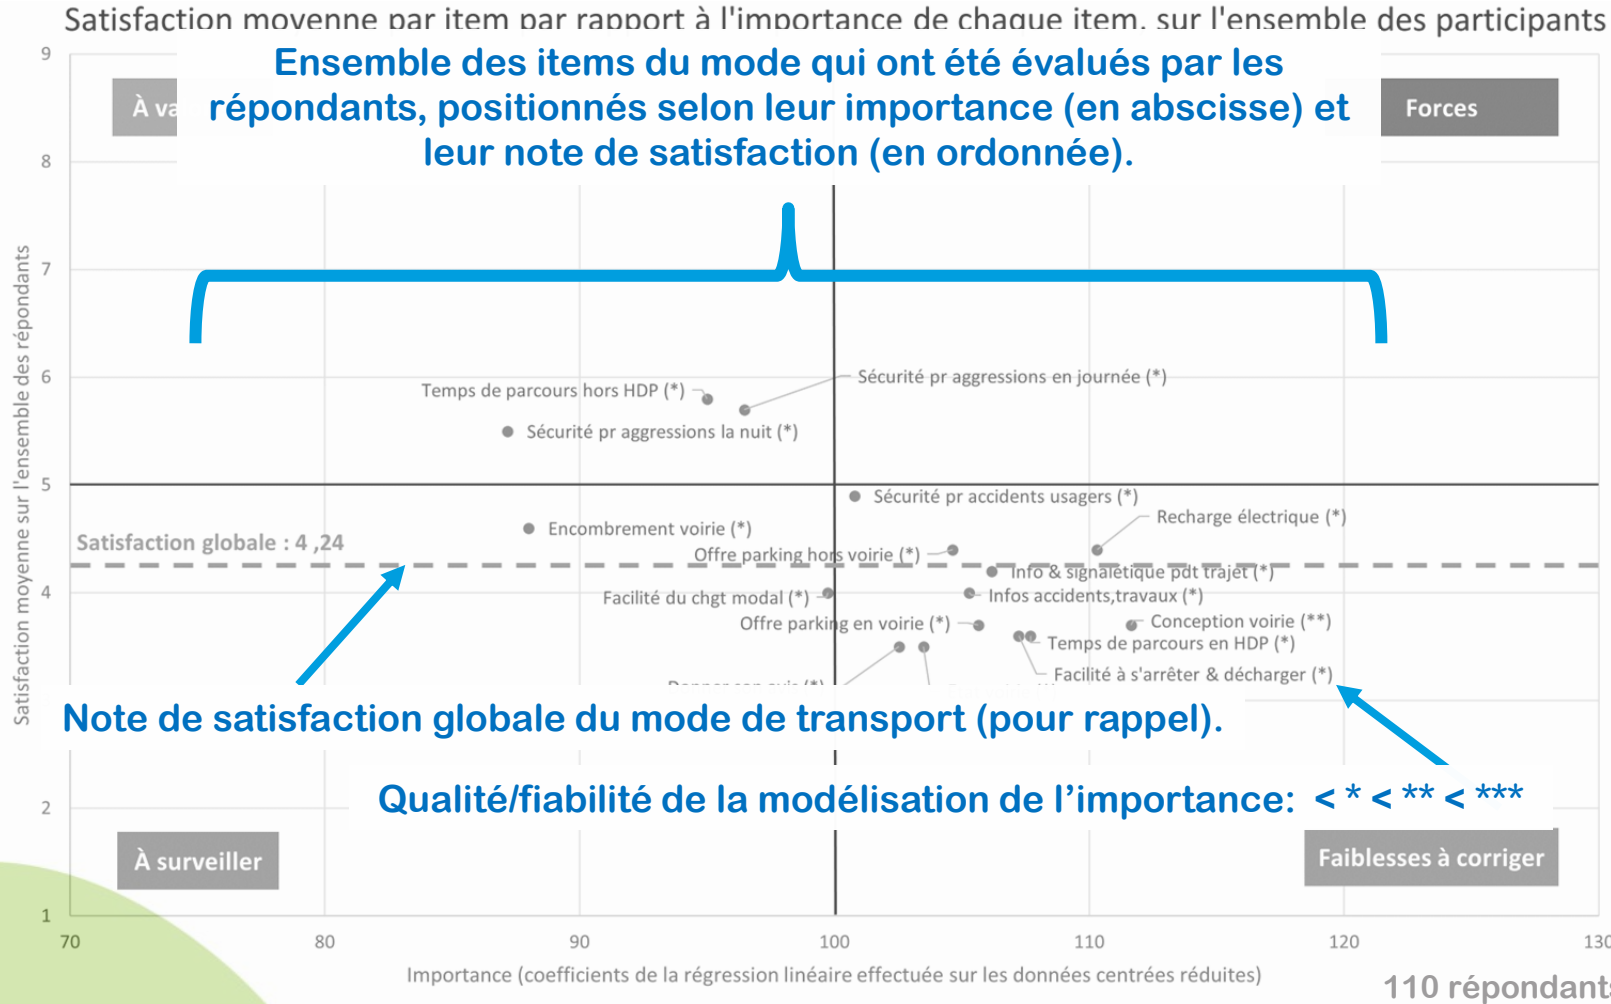 Satisfaction moyenne par item par rapport à l'importance de chaque item, sur l'ensemble des participants
9
Ensemble des items du mode qui ont été évalués par les
répondants, positionnés selon leur importance (en abscisse) et
leur note de satisfaction (en ordonnée).
À
Forces
8
7
6
5
4
2
1
Satisfaction moyenne sur l'ensemble des répondants
Sécurité pr aggressions en journée (*)
Temps de parcours hors HDP (*)
Sécurité pr aggressions la nuit (*)
Sécurité pr accidents usagers (*)
Recharge électrique (*)
Encombrement voirie (*)
Satisfaction globale : 4 ,24
Offre parking hors voirie (*)
Info & signalétique pdt trajet (*)
Facilité du chgt modal (*)
Infos accidents,travaux (*)
Offre parking en voirie (*)
Conception voirie (**)
Temps de parcours en HDP (*)
Facilité à s'arrêter & décharger (*)
Donner son avis (*)
Note de satisfaction globale du mode de transport (pour rappel).
Qualité/fiabilité de la modélisation de l’importance: < * < ** < ***
À surveiller
Faiblesses à corriger
70
80
90
100
110
120
130
Importance (coefficients de la régression linéaire effectuée sur les données centrées réduites)
110 répondants